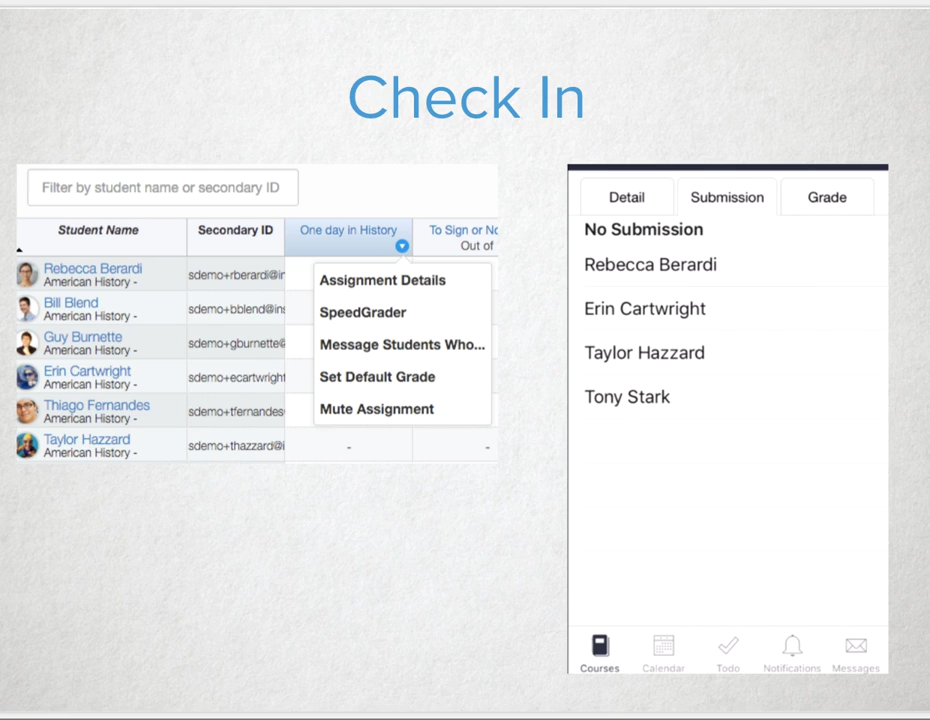 Check In
Filter by student name or secondary ID
Student Name
Secondary ID
One day in History
To Sign or No
Out of
Rebecca Berardi
American History -
sdemo+rberardi@in
Bill Blend
American History -
sdemo+bblend@ins
Guy Burnette
American History -
sdemo+gburnette@
Erin Cartwright
American History -
sdemo+ecartwright
Thiago Fernandes
American History -
sdemo+tfernandes
Taylor Hazzard
American History -
sdemo+thazzard@i
-
-
Assignment Details
SpeedGrader
Message Students Who...
Set Default Grade
Mute Assignment
Detail
Submission
Grade
No Submission
Rebecca Berardi
Erin Cartwright
Taylor Hazzard
Tony Stark
Courses
Calendar
Todo
Notifications
Messages